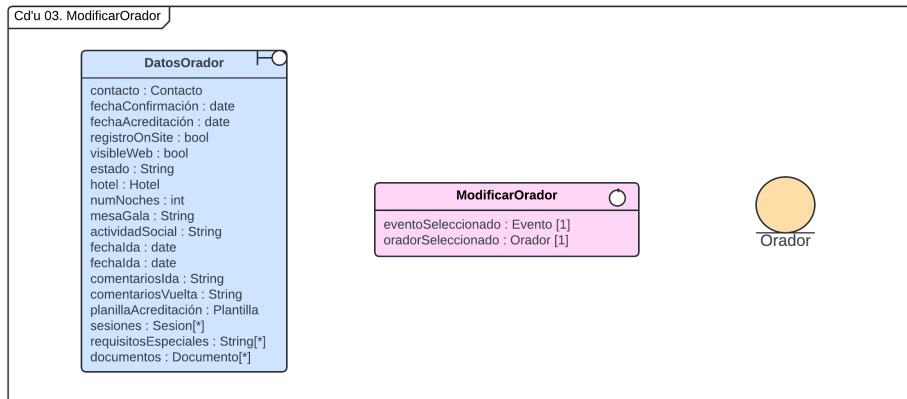 Cd'u 03. ModificarOrador
DatosOrador
contacto : Contacto
fechaConfirmación : date
fechaAcreditación : date
registroOnSite : bool
visibleWeb : bool
estado : String
hotel : Hotel
numNoches : int
mesaGala : String
actividadSocial : String
fechaIda : date
fechaIda : date
comentariosIda : String
comentariosVuelta : String
planillaAcreditación : Plantilla
sesiones : Sesion[*]
requisitosEspeciales : String[*]
documentos : Documento[*]
ModificarOrador
eventoSeleccionado : Evento [1]
oradorSeleccionado : Orador [1]
Orador